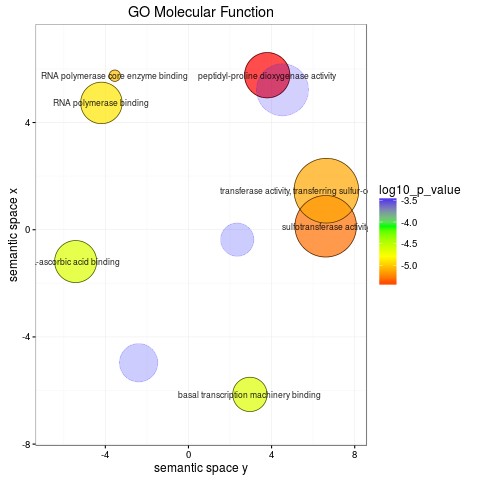 GO Molecular Function
RNA polymerase core enzyme binding
peptidyl-proline dioxygenase activity
RNA polymerase binding
transferase activity, transferring sulfur-c
sulfotransferase activity
-ascorbic acid binding
basal transcription machinery binding
4
0
-4
-8
semantic space x
-4
0
4
8
semantic space y
log10_p_value
-3.5
-4.0
-4.5
-5.0